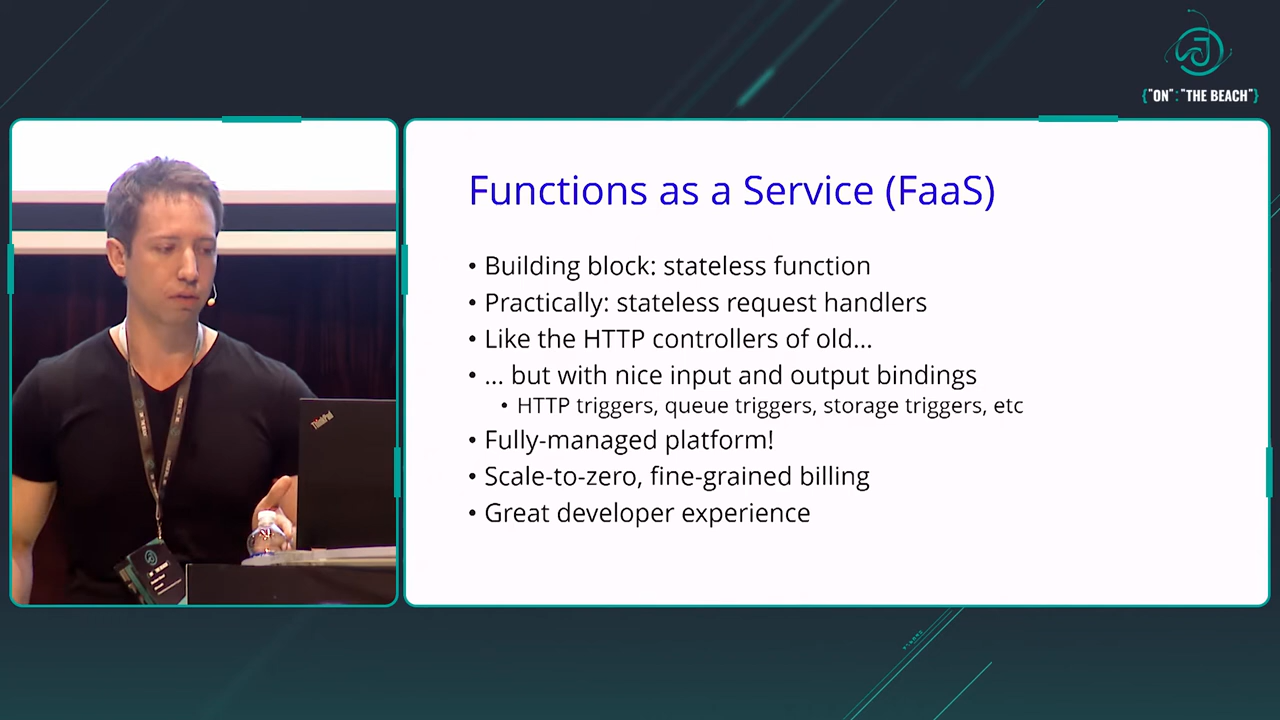 {"ON":"THE BEACH"}
Functions as a Service (FaaS)
• Building block: stateless function
• Practically: stateless request handlers
• Like the HTTP controllers of old...
• ... but with nice input and output bindings
• HTTP triggers, queue triggers, storage triggers, etc
• Fully-managed platform!
• Scale-to-zero, fine-grained billing
• Great developer experience
ThinkPad